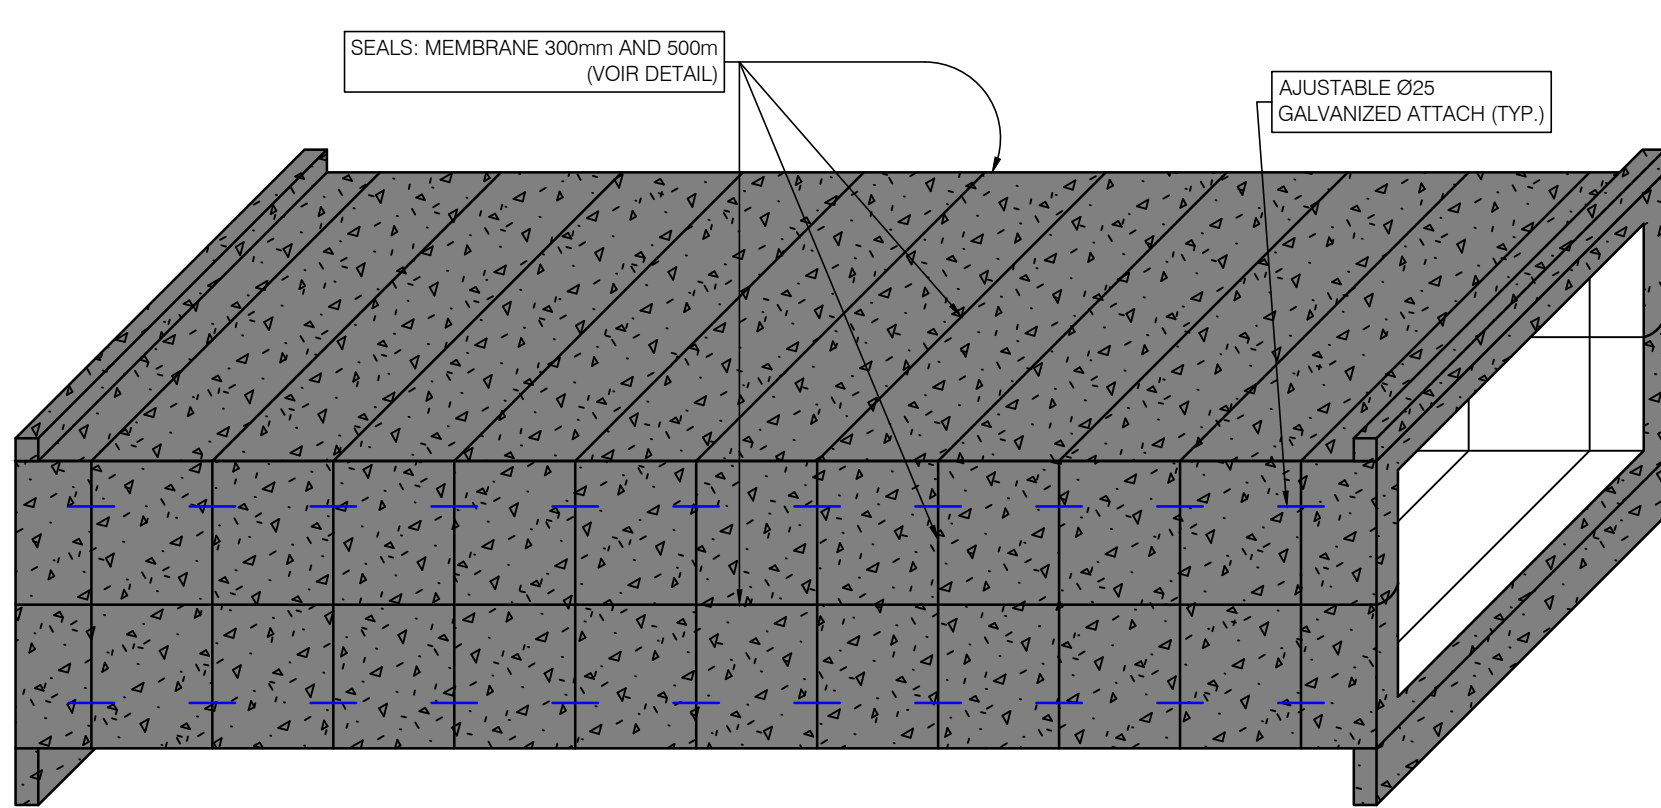 SEALS: MEMBRANE 300mm AND 500m
(VOIR DETAIL)
AJUSTABLE Ø25
GALVANIZED ATTACH (TYP.)